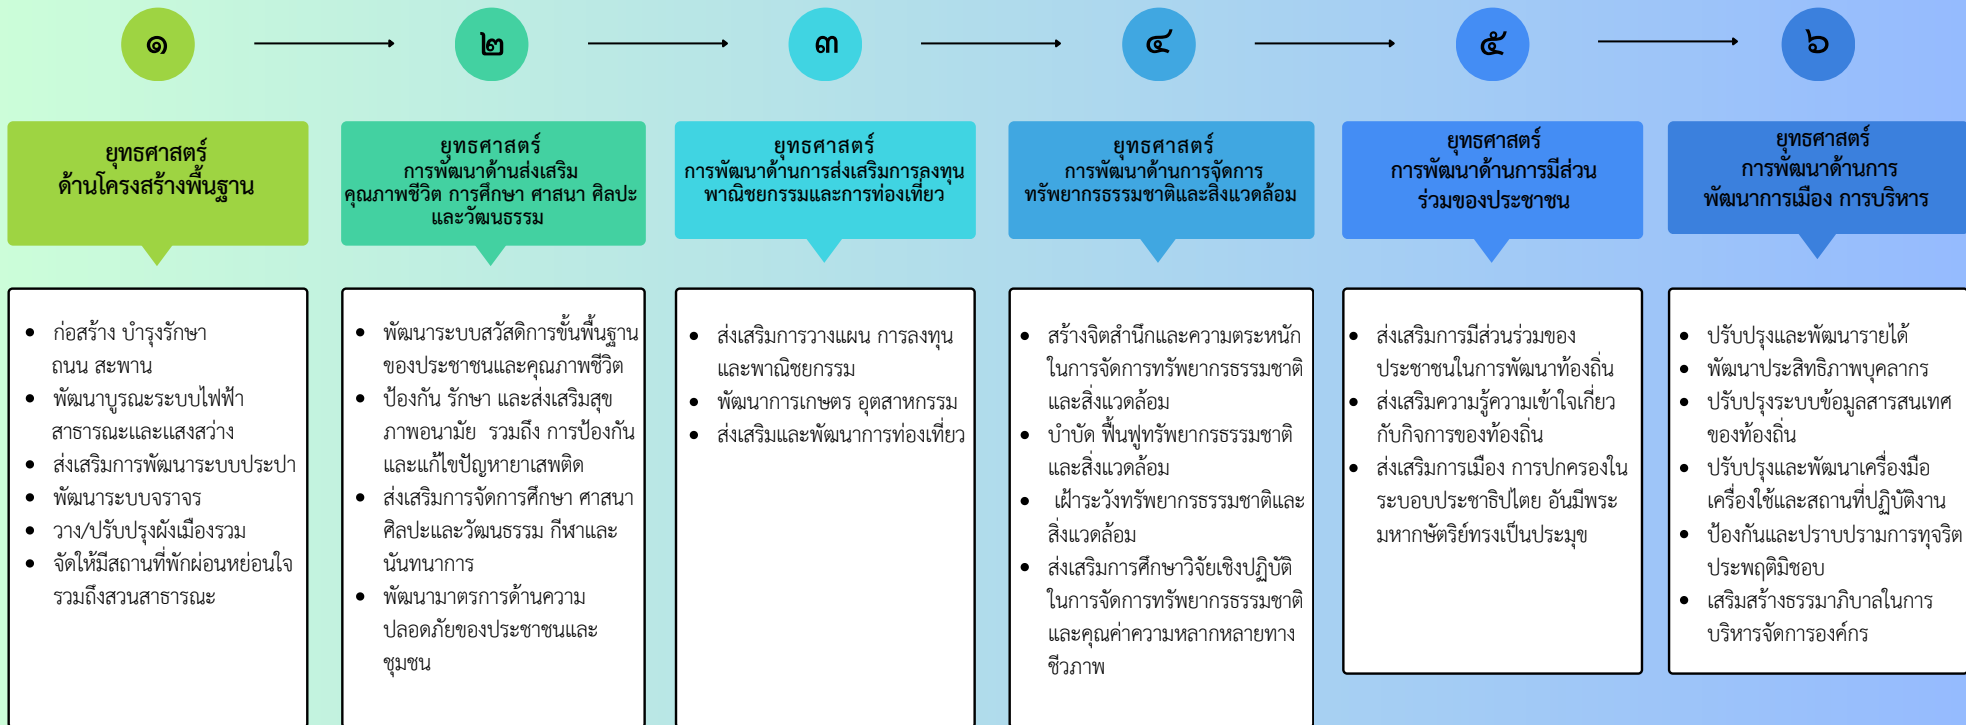 ๑
๒
๓
๔
๕
๖
ยุทธศาสตร์
ด้านโครงสร้างพื้นฐาน
ยุทธศาสตร์
การพัฒนาด้านส่งเสริม
คุณภาพชีวิต การศึกษา ศาสนา ศิลปะ
และวัฒนธรรม
ยุทธศาสตร์
การพัฒนาด้านการส่งเสริมการลงทุน
พาณิชยกรรมและการท่องเที่ยว
ยุทธศาสตร์
การพัฒนาด้านการจัดการ
ทรัพยากรธรรมชาติและสิ่งแวดล้อม
ยุทธศาสตร์
การพัฒนาด้านการมีส่วน
ร่วมของประชาชน
ยุทธศาสตร์
การพัฒนาด้านการ
พัฒนาการเมือง การบริหาร
• ก่อสร้าง บำรุงรักษา
ถนน สะพาน
• พัฒนาบูรณะระบบไฟฟ้า
สาธารณะและแสงสว่าง
• ส่งเสริมการพัฒนาระบบประปา
• พัฒนาระบบจราจร
• วาง/ปรับปรุงผังเมืองรวม
• จัดให้มีสถานที่พักผ่อนหย่อนใจ
รวมถึงสวนสาธารณะ
• พัฒนาระบบสวัสดิการขั้นพื้นฐาน
ของประชาชนและคุณภาพชีวิต
• ป้องกัน รักษา และส่งเสริมสุข
ภาพอนามัย รวมถึง การป้องกัน
และแก้ไขปัญหายาเสพติด
• ส่งเสริมการจัดการศึกษา ศาสนา
ศิลปะและวัฒนธรรม กีฬาและ
นันทนาการ
• พัฒนามาตรการด้านความ
ปลอดภัยของประชาชนและ
ชุมชน
• ส่งเสริมการวางแผน การลงทุน
และพาณิชยกรรม
• พัฒนาการเกษตร อุตสาหกรรม
• ส่งเสริมและพัฒนาการท่องเที่ยว
• สร้างจิตสำนึกและความตระหนัก
ในการจัดการทรัพยากรธรรมชาติ
และสิ่งแวดล้อม
• บำบัด ฟื้นฟูทรัพยากรธรรมชาติ
และสิ่งแวดล้อม
• เฝ้าระวังทรัพยากรธรรมชาติและ
สิ่งแวดล้อม
• ส่งเสริมการศึกษาวิจัยเชิงปฏิบัติ
ในการจัดการทรัพยากรธรรมชาติ
และคุณค่าความหลากหลายทาง
ชีวภาพ
• ส่งเสริมการมีส่วนร่วมของ
ประชาชนในการพัฒนาท้องถิ่น
• ส่งเสริมความรู้ความเข้าใจเกี่ยว
กับกิจการของท้องถิ่น
• ส่งเสริมการเมือง การปกครองใน
ระบอบประชาธิปไตย อันมีพระ
มหากษัตริย์ทรงเป็นประมุข
• ปรับปรุงและพัฒนารายได้
• พัฒนาประสิทธิภาพบุคลากร
• ปรับปรุงระบบข้อมูลสารสนเทศ
ของท้องถิ่น
• ปรับปรุงและพัฒนาเครื่องมือ
เครื่องใช้และสถานที่ปฏิบัติงาน
• ป้องกันและปราบปรามการทุจริต
ประพฤติมิชอบ
• เสริมสร้างธรรมาภิบาลในการ
บริหารจัดการองค์กร